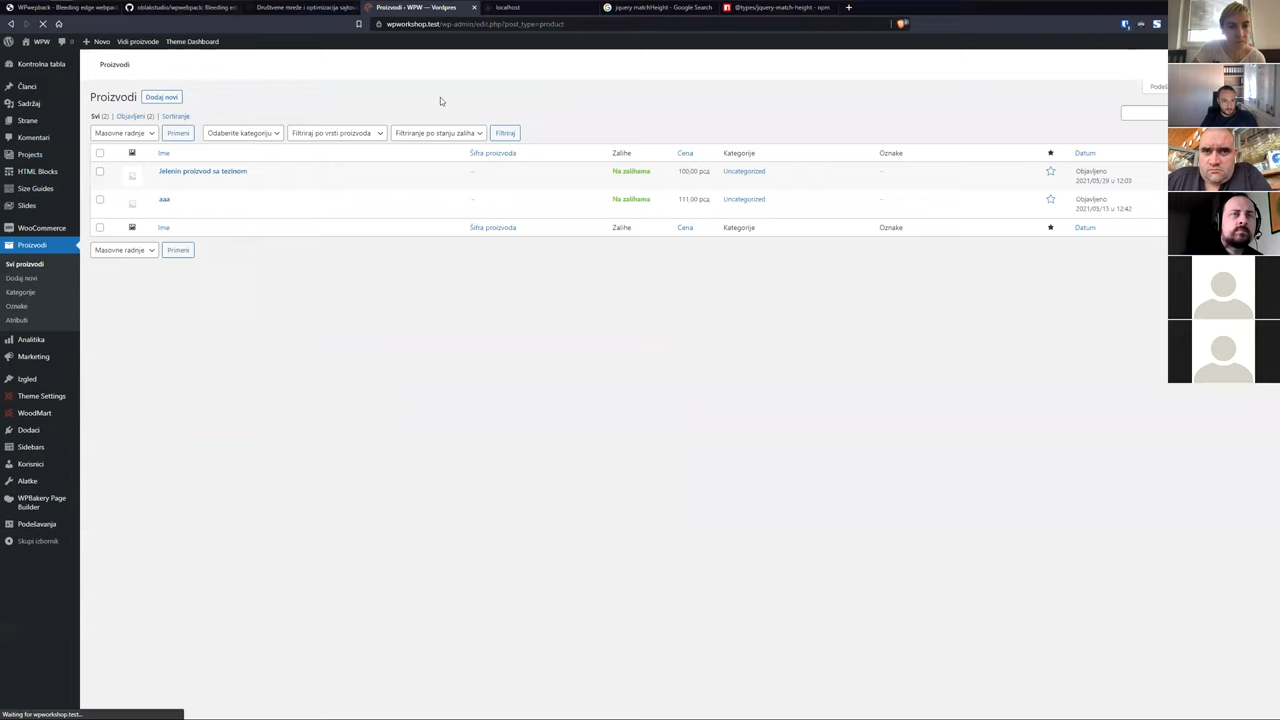 WPwepback - Bleeding edge webpac
oblakstudio/wpwebpack: Bleeding ed
Društvene mreže i optimizacija sajtov
Proizvodi ‹ WPW — Vordpres
localhost
jquery matchHeight - Google Search
@types/jquery-match-height - npm
wpworkshop.test/wp-admin/edit.php?post_type=product
WPW 0 Novo Vidi proizvode Theme Dashboard
Kontrolna tabla
Članci
Sadržaj
Strane
Komentari
Projects
HTML Blocks
Size Guides
Slides
WooCommerce
Proizvodi
Svi proizvodi
Dodaj novi
Kategorije
Oznake
Atributi
Analitika
Marketing
Izgled
Theme Settings
WoodMart
Dodaci
Sidebars
Korisnici
Alatke
WPBakery Page
Builder
Podešavanja
Skupi izbornik
Proizvodi
Podeš
Proizvodi Dodaj novi
Svi (2) | Objavljeni (2) | Sortiranje
Masovne radnje Primeni Odaberite kategoriju Filtriraj po vrsti proizvoda Filtriranje po stanju zaliha Filtriraj
Ime Šifra proizvoda Zalihe Cena Kategorije Oznake Datum
Jelenin proizvod sa tezinom – Na zalihama 100,00 рсд Uncategorized – Objavljeno
2021/05/29 u 12:03
aaa – Na zalihama 111,00 рсд Uncategorized – Objavljeno
2021/05/15 u 12:42
Ime Šifra proizvoda Zalihe Cena Kategorije Oznake Datum
Masovne radnje Primeni
Waiting for wpworkshop.test...